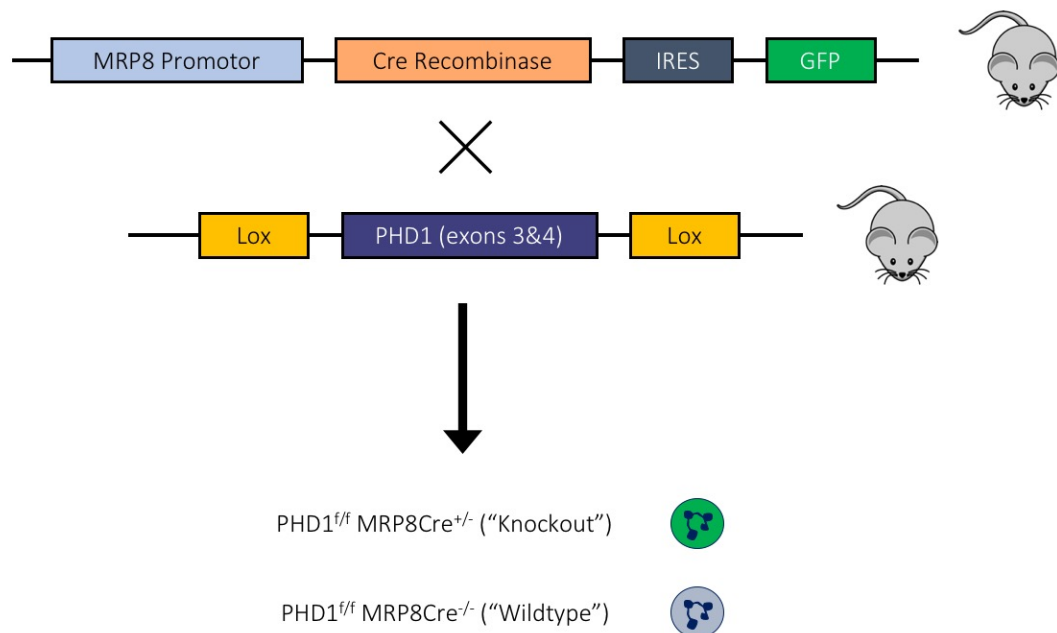 MRP8 Promotor Cre Recombinase IRES GFP
Lox PHD1 (exons 3&4) Lox
PHD1f/f MRP8Cre+/- (“Knockout”)
PHD1f/f MRP8Cre-/- (“Wildtype”)